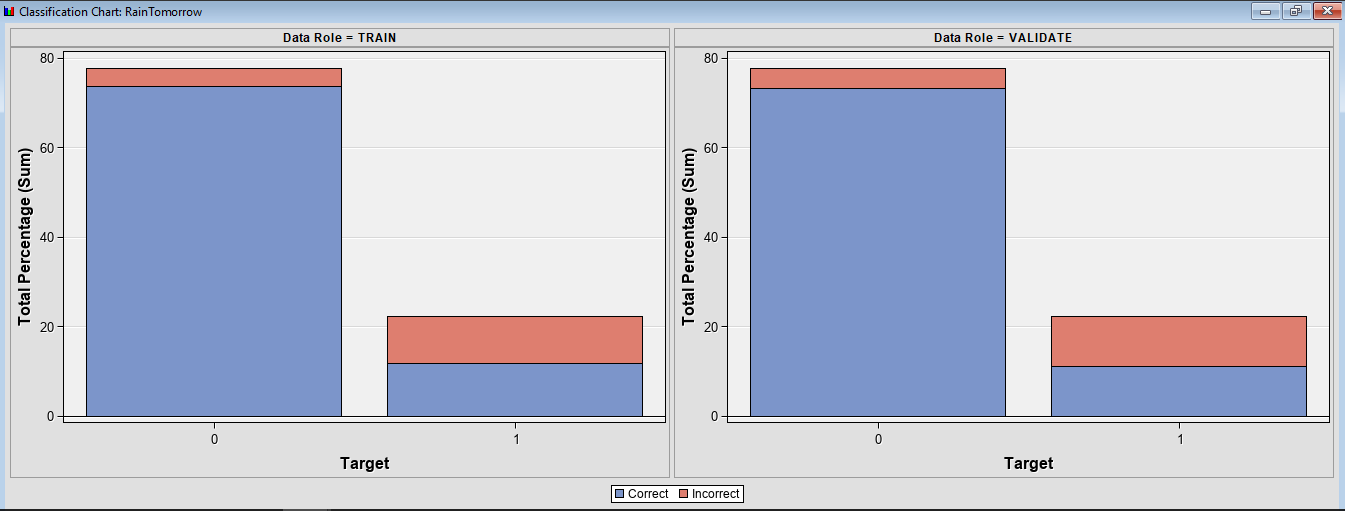 Classification Chart: RainTomorrow
Data Role = TRAIN
Total Percentage (Sum)
80
60
40
20
0
0
1
Target
Data Role = VALIDATE
Total Percentage (Sum)
80
60
40
20
0
0
1
Target
Correct Incorrect